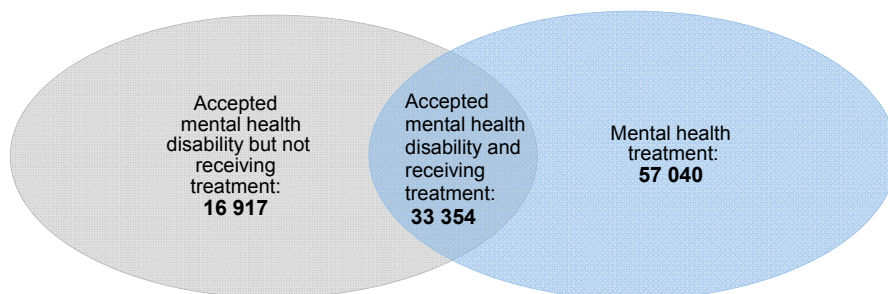 Accepted
mental health
disability but not
receiving
treatment:
16 917
Accepted
mental health
disability and
receiving
treatment:
33 354
Mental health
treatment:
57 040